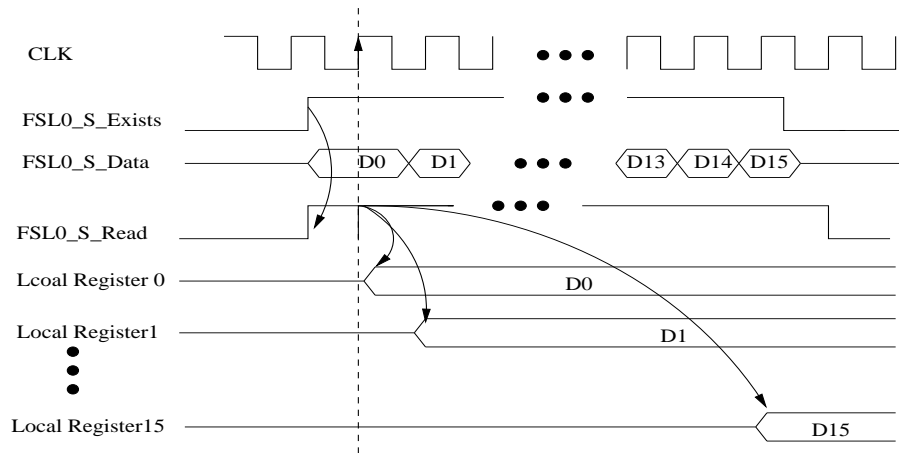 CLK
FSL0_S_Exists
FSL0_S_Data D0 D1 D13 D14 D15
FSL0_S_Read
Lcoal Register 0 D0
Local Register1 D1
Local Register15 D15